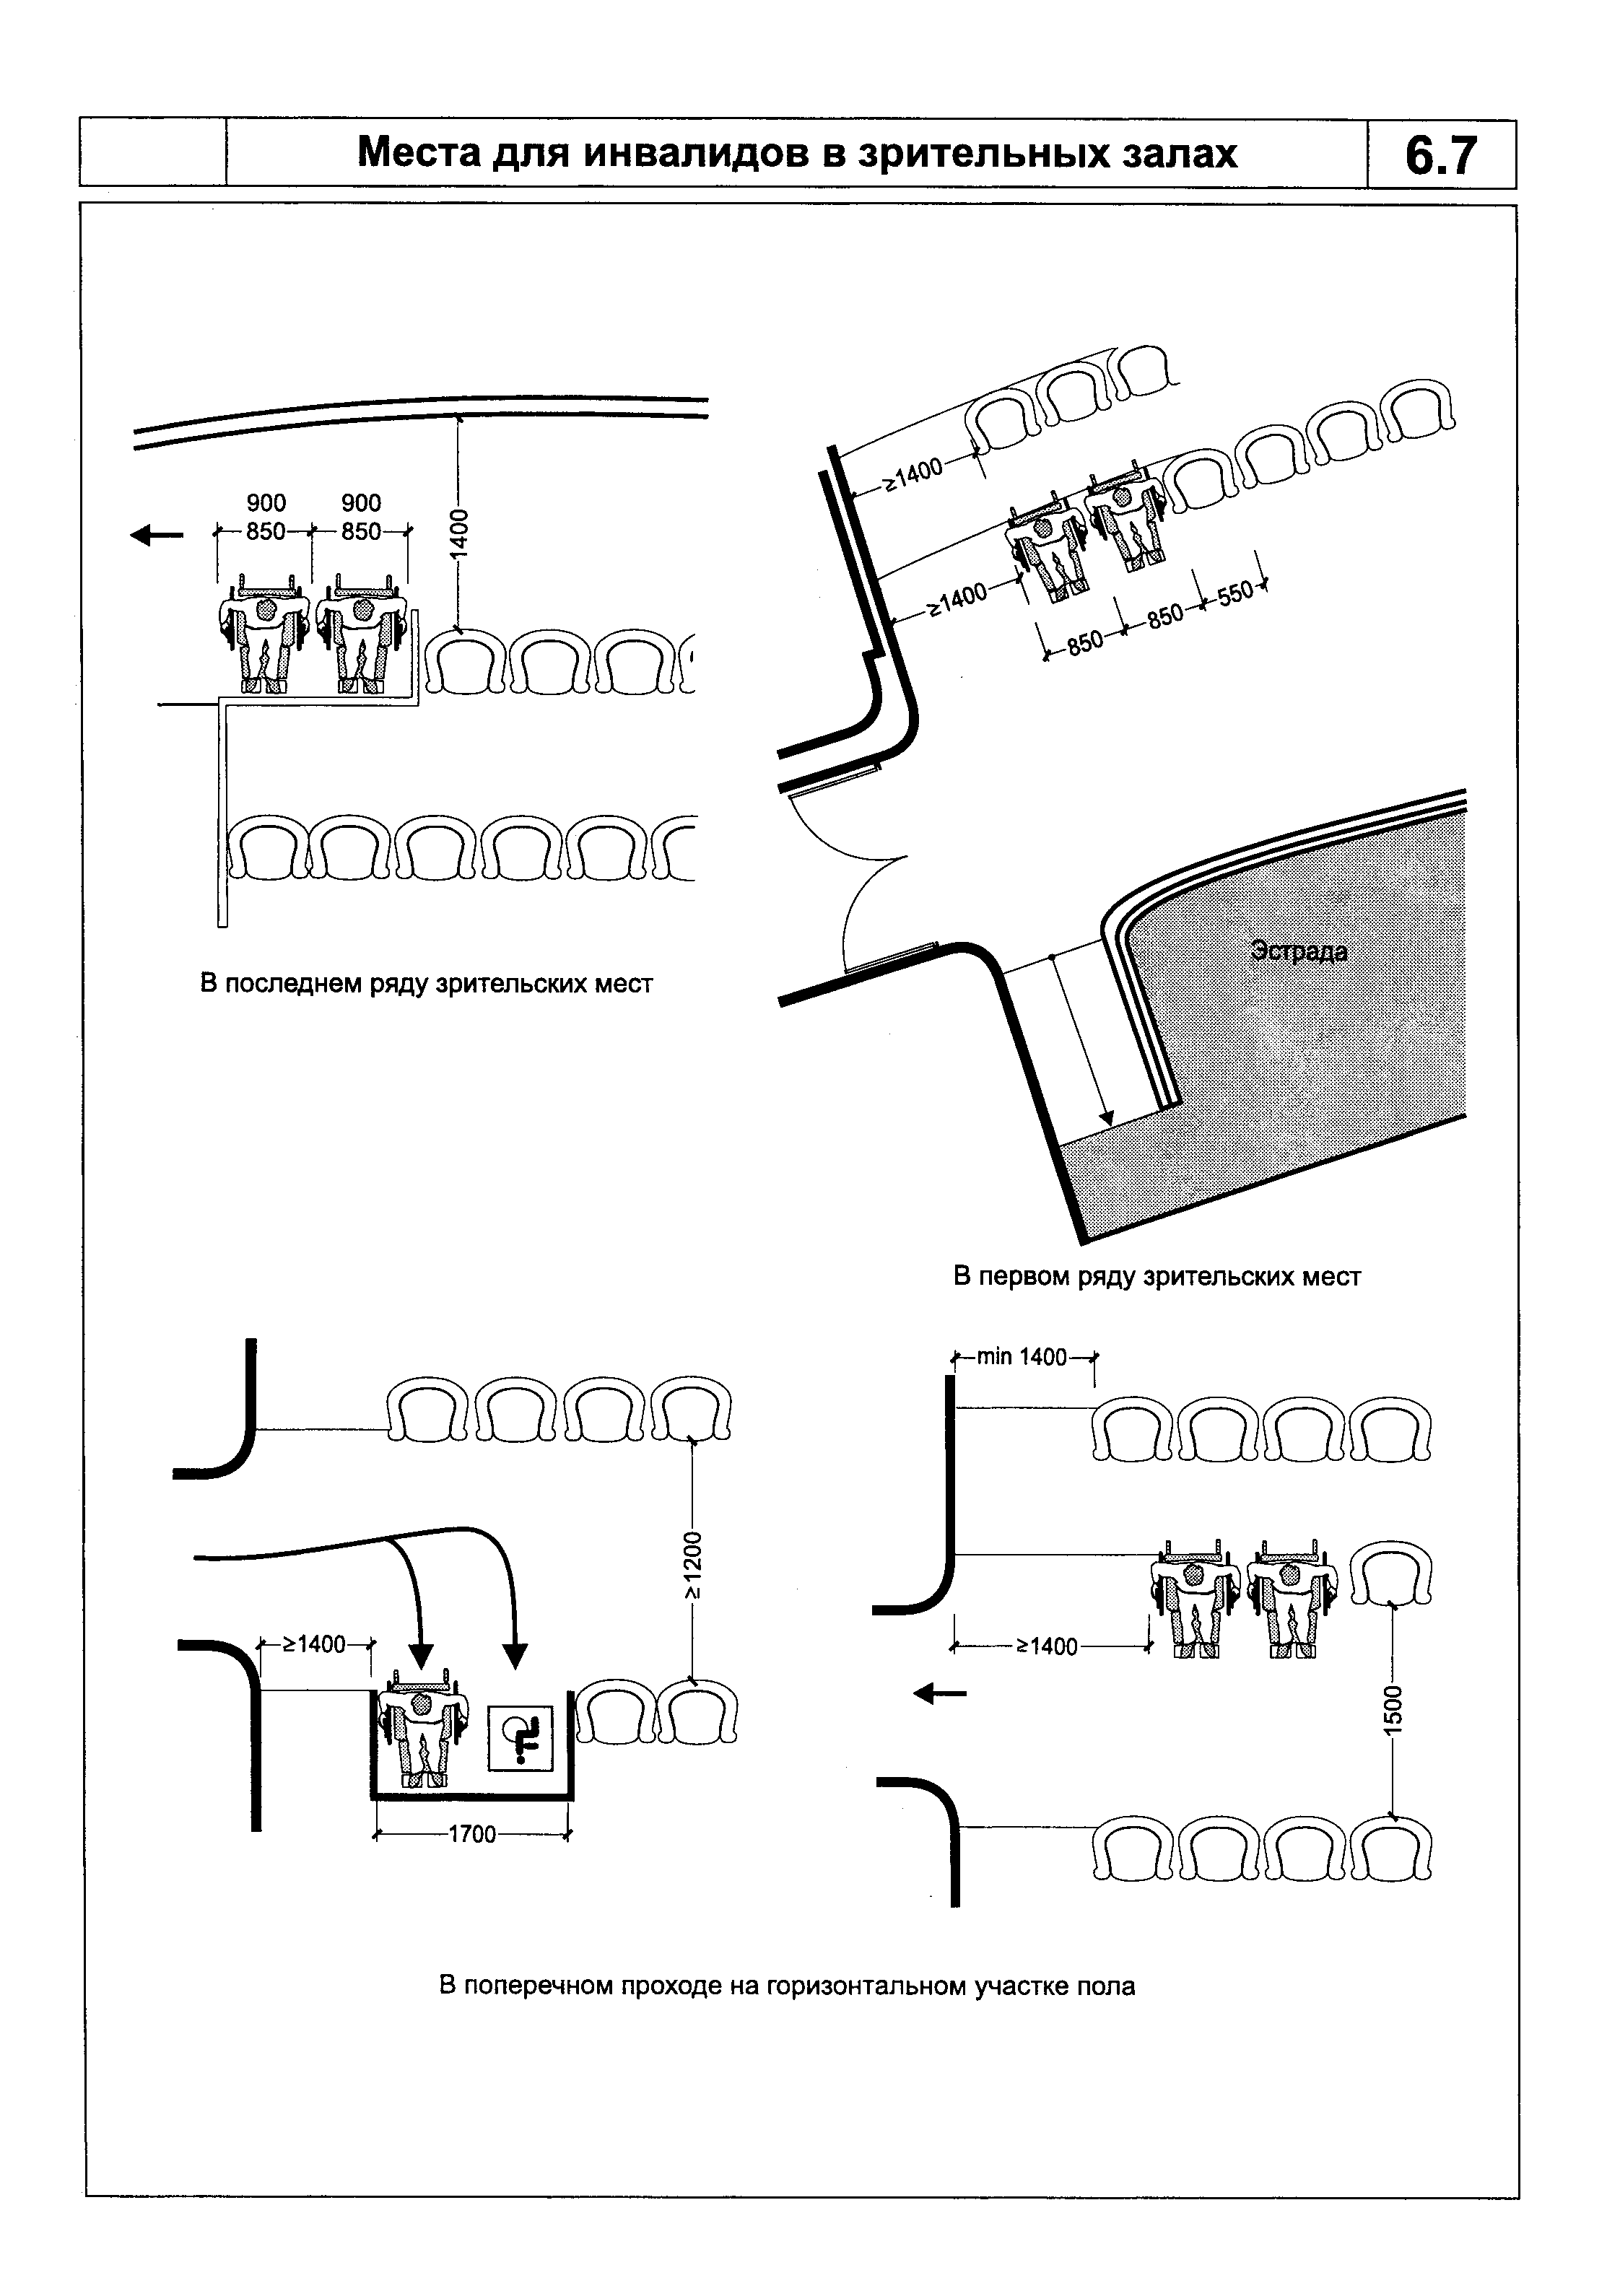 Места для инвалидов в зрительных залах
6.7
900 900
850 850
1400
В последнем ряду зрительских мест
≥1400
≥1400
850
850
550
Эстрада
В первом ряду зрительских мест
≥1200
≥1400
1700
min 1400
≥1400
1500
В поперечном проходе на горизонтальном участке пола